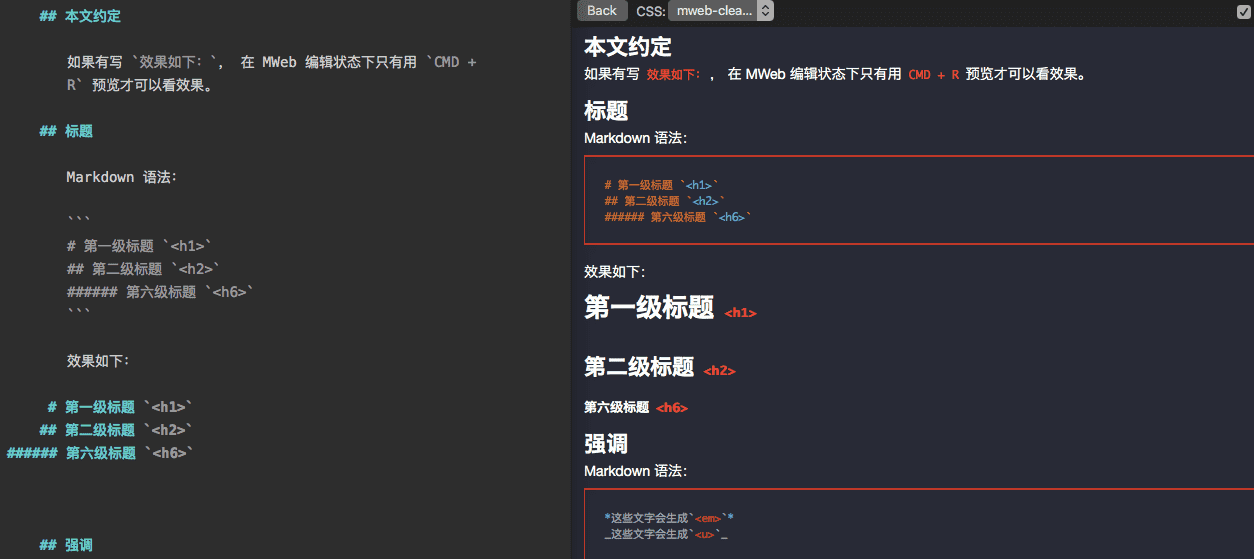 ## 本文约定
如果有写 `效果如下：`， 在 MWeb 编辑状态下只有用 `CMD +
R` 预览才可以看效果。
## 标题
Markdown 语法：
```
# 第一级标题 `<h1>`
## 第二级标题 `<h2>`
###### 第六级标题 `<h6>`
```
效果如下：
# 第一级标题 `<h1>`
## 第二级标题 `<h2>`
###### 第六级标题 `<h6>`
## 强调
Back CSS: mweb-clea...
本文约定
如果有写 效果如下： ， 在 MWeb 编辑状态下只有用 CMD + R 预览才可以看效果。
标题
Markdown 语法：
# 第一级标题 `<h1>`
## 第二级标题 `<h2>`
###### 第六级标题 `<h6>`
效果如下：
第一级标题 <h1>
第二级标题 <h2>
第六级标题 <h6>
强调
Markdown 语法：
*这些文字会生成`<em>`*
_这些文字会生成`<u>`_